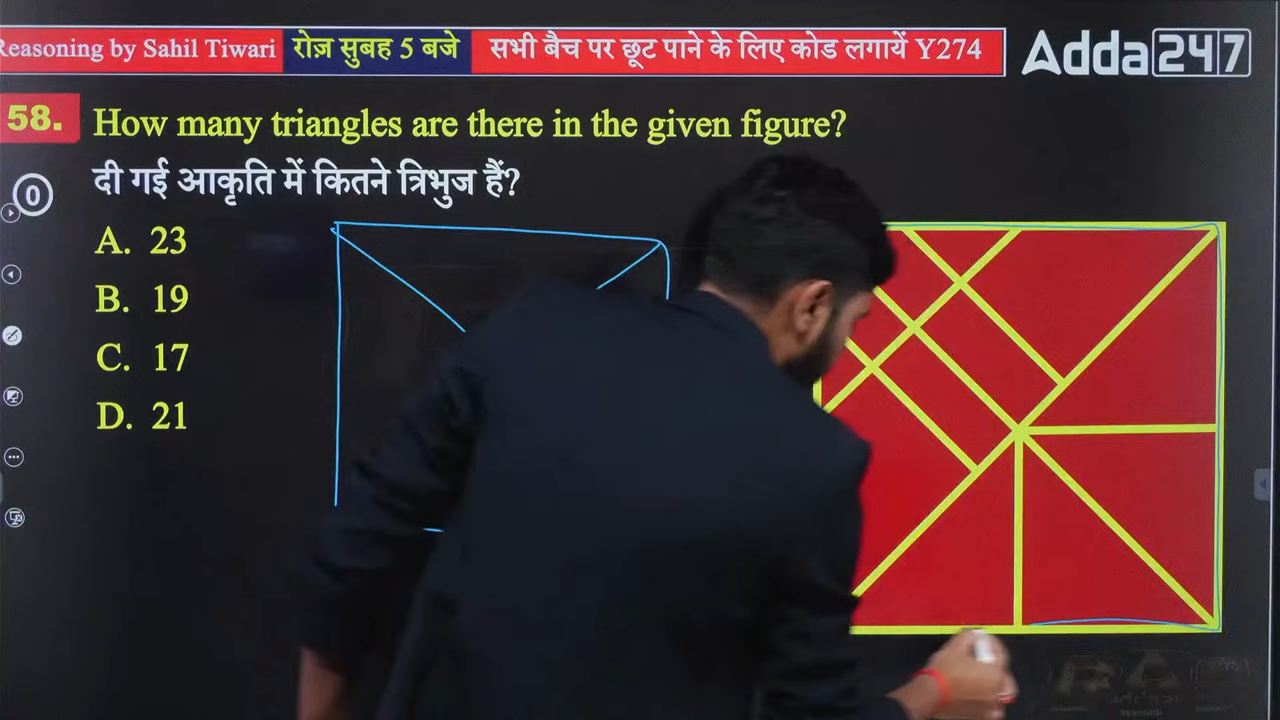 Reasoning by Sahil Tiwari रोज़ सुबह 5 बजे सभी बैच पर छूट पाने के लिए कोड लगायें Y274 Adda247
58. How many triangles are there in the given figure?
दी गई आकृति में कितने त्रिभुज हैं?
0
A. 23
B. 19
C. 17
D. 21